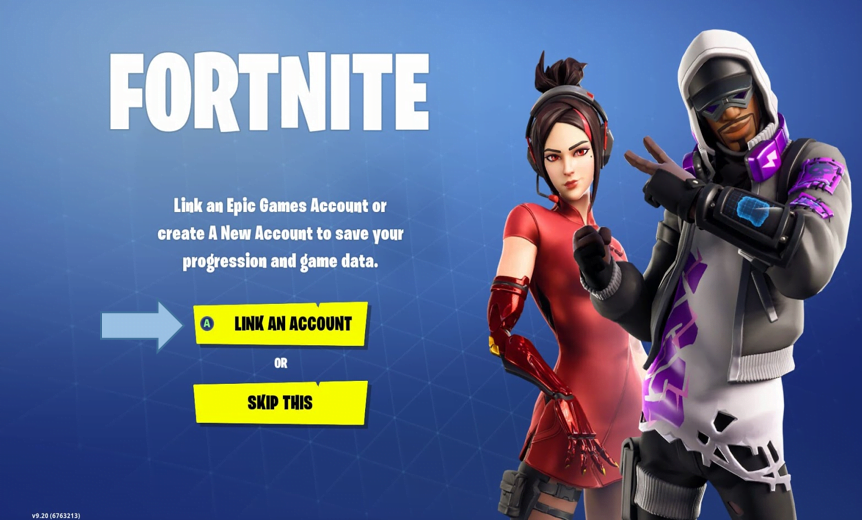 FORTNITE
Link an Epic Games Account or
create A New Account to save your
progression and game data.
A LINK AN ACCOUNT
OR
SKIP THIS
v9.20 (6763213)